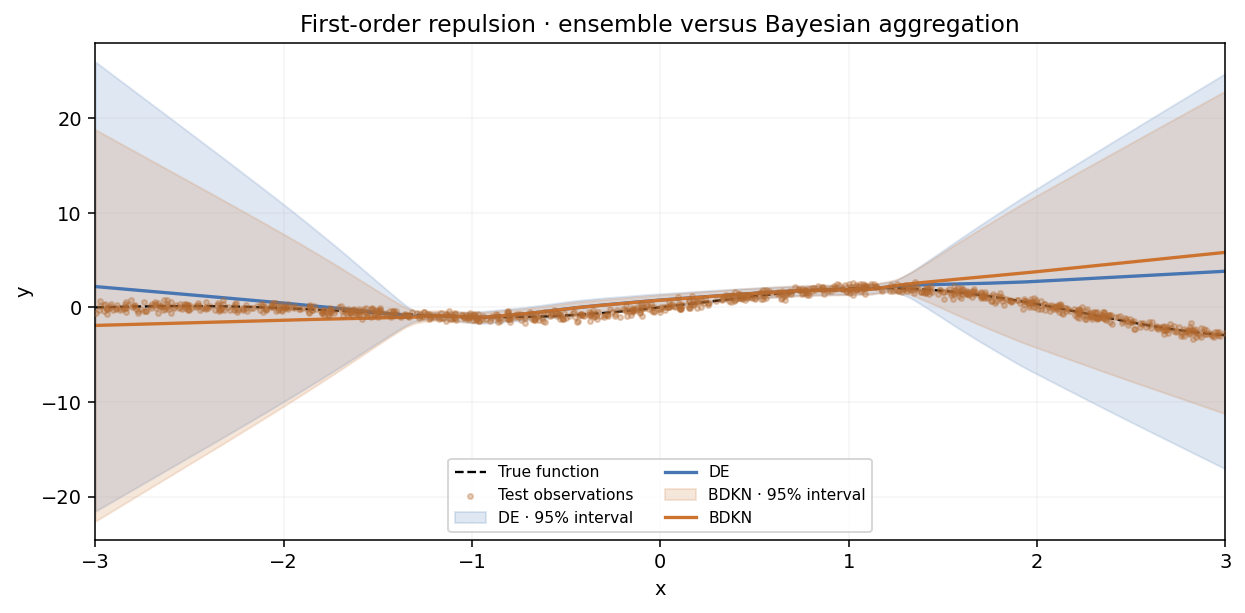 First-order repulsion · ensemble versus Bayesian aggregation
y
20
10
0
−10
−20
True function
Test observations
DE · 95% interval
DE
BDKN · 95% interval
BDKN
−3
−2
−1
0
1
2
3
x